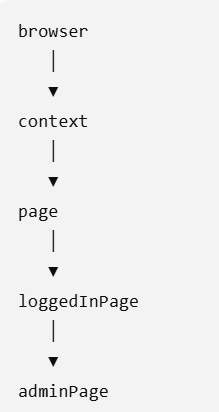 browser
│
▼
context
│
▼
page
│
▼
loggedInPage
│
▼
adminPage